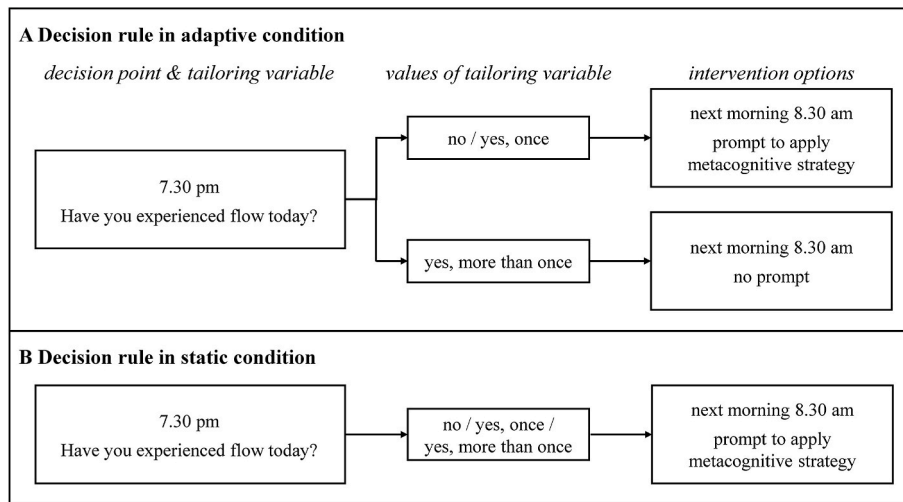 A Decision rule in adaptive condition
decision point & tailoring variable
values of tailoring variable
intervention options
7.30 pm
Have you experienced flow today?
no / yes, once
next morning 8.30 am
prompt to apply
metacognitive strategy
yes, more than once
next morning 8.30 am
no prompt
B Decision rule in static condition
7.30 pm
Have you experienced flow today?
no / yes, once /
yes, more than once
next morning 8.30 am
prompt to apply
metacognitive strategy